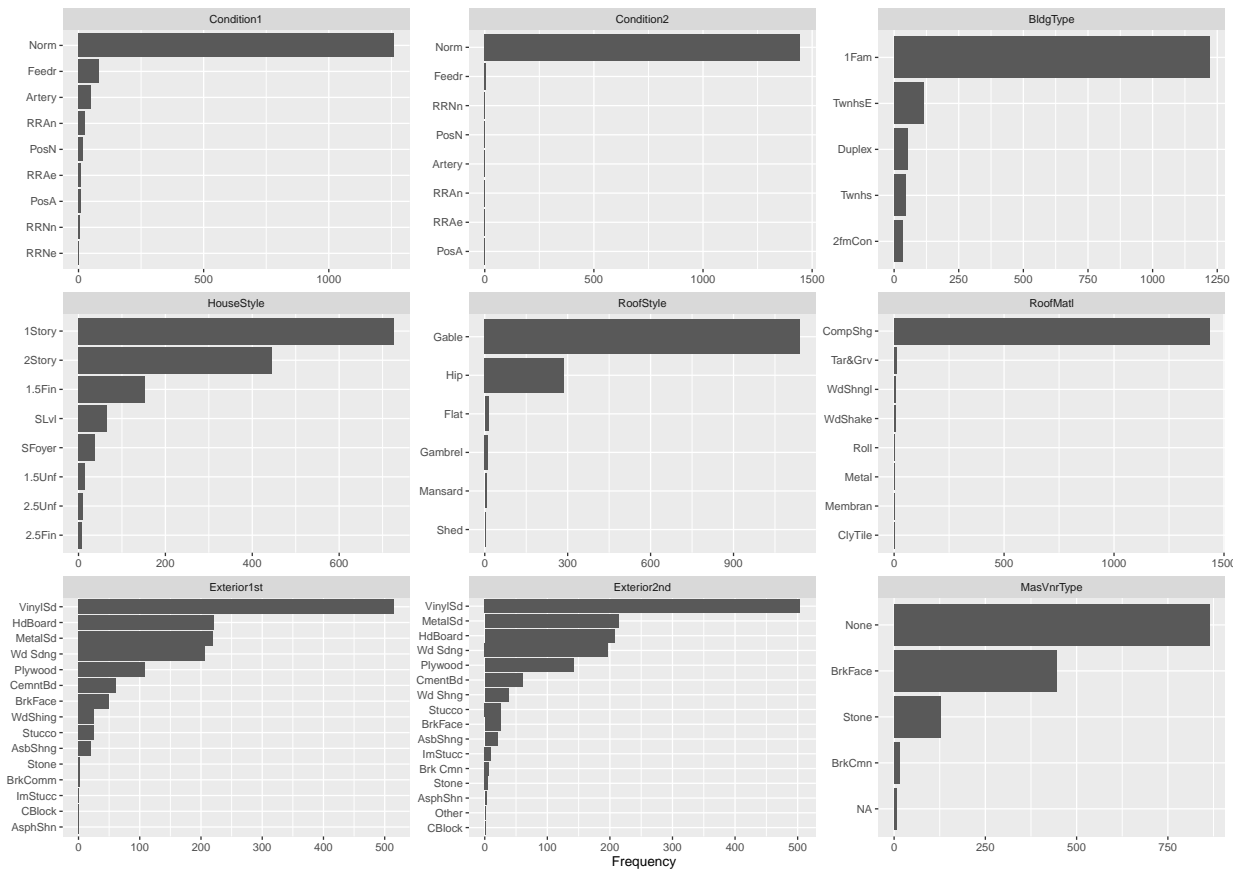 Condition1
Norm
Feedr
Artery
RRAn
PosN
RRAe
PosA
RRNn
RRNe
0 500 1000
Condition2
Norm
Feedr
RRNn
PosN
Artery
RRAn
RRAe
PosA
0 500 1000 1500
BldgType
1Fam
TwnhsE
Duplex
Twnhs
2fmCon
0 250 500 750 1000 1250
HouseStyle
1Story
2Story
1.5Fin
SLvl
SFoyer
1.5Unf
2.5Unf
2.5Fin
0 200 400 600
RoofStyle
Gable
Hip
Flat
Gambrel
Mansard
Shed
0 300 600 900
RoofMatl
CompShg
Tar&Grv
WdShngl
WdShake
Roll
Metal
Membran
ClyTile
0 500 1000 1500
Exterior1st
VinylSd
HdBoard
MetalSd
Wd Sdng
Plywood
CemntBd
BrkFace
WdShing
Stucco
AsbShng
Stone
BrkComm
ImStucc
CBlock
AsphShn
0 100 200 300 400 500
Exterior2nd
VinylSd
MetalSd
HdBoard
Wd Sdng
Plywood
CmentBd
Wd Shng
Stucco
BrkFace
AsbShng
ImStucc
Brk Cmn
Stone
AsphShn
Other
CBlock
0 100 200 300 400 500
MasVnrType
None
BrkFace
Stone
BrkCmn
NA
0 250 500 750
Frequency